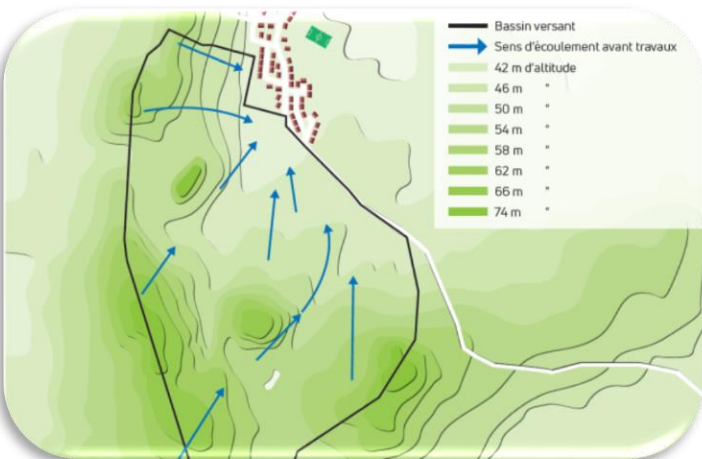 Bassin versant
Sens d'écoulement avant travaux
42 m d'altitude
46 m "
50 m "
54 m "
58 m "
62 m "
66 m "
74 m "